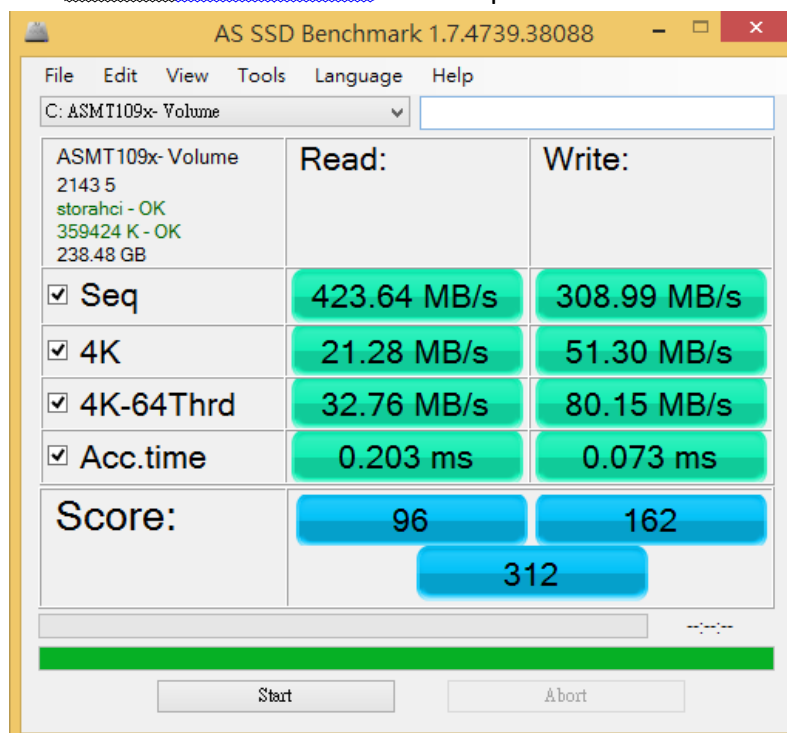 AS SSD Benchmark 1.7.4739.38088
File Edit View Tools Language Help
C: ASMT109x- Volume
ASMT109x- Volume
2143 5
storahci - OK
359424 K - OK
238.48 GB
Read:
Write:
Seq
423.64 MB/s
308.99 MB/s
4K
21.28 MB/s
51.30 MB/s
4K-64Thrd
32.76 MB/s
80.15 MB/s
Acc.time
0.203 ms
0.073 ms
Score:
96
162
312
--:--:--
Start
Abort